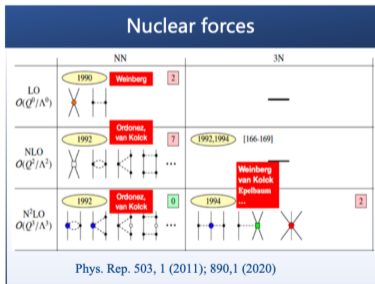 Nuclear forces
NN 3N
LO
O(Q⁰/Λ⁰)
1990 Weinberg 2
—
NLO
O(Q²/Λ²)
1992 Ordonez,
van Kolck 7
...
1992,1994 [166-169]
—
N²LO
O(Q³/Λ³)
1992 Ordonez,
van Kolck 0
...
1994 Weinberg
van Kolck
Epelbaum
... 2
Phys. Rep. 503, 1 (2011); 890,1 (2020)